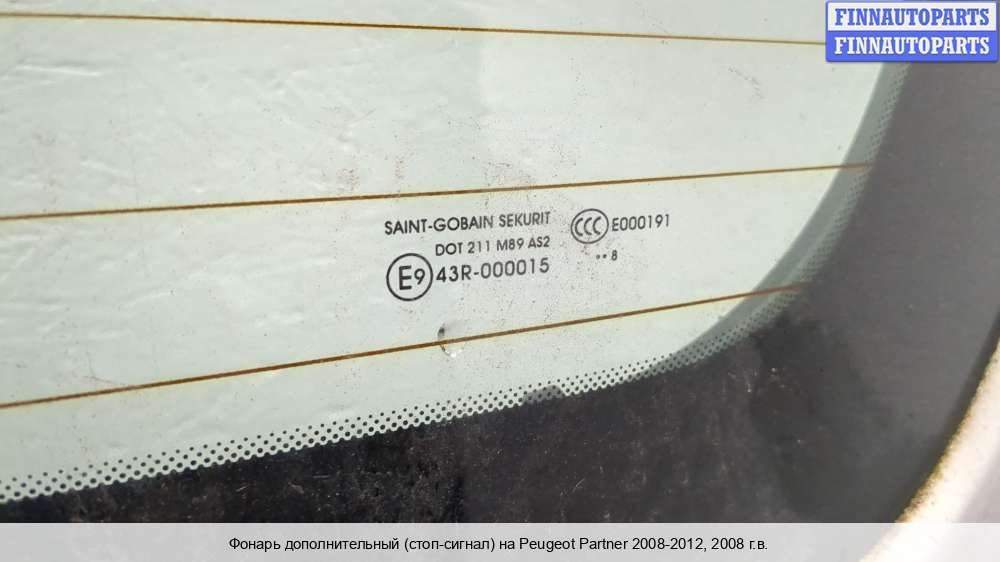 FINNAUTOPARTS
FINNAUTOPARTS
SAINT-GOBAIN SEKURIT
DOT 211 M89 AS2
E9 43R-000015
CCC E000191
••8
Фонарь дополнительный (стоп-сигнал) на Peugeot Partner 2008-2012, 2008 г.в.